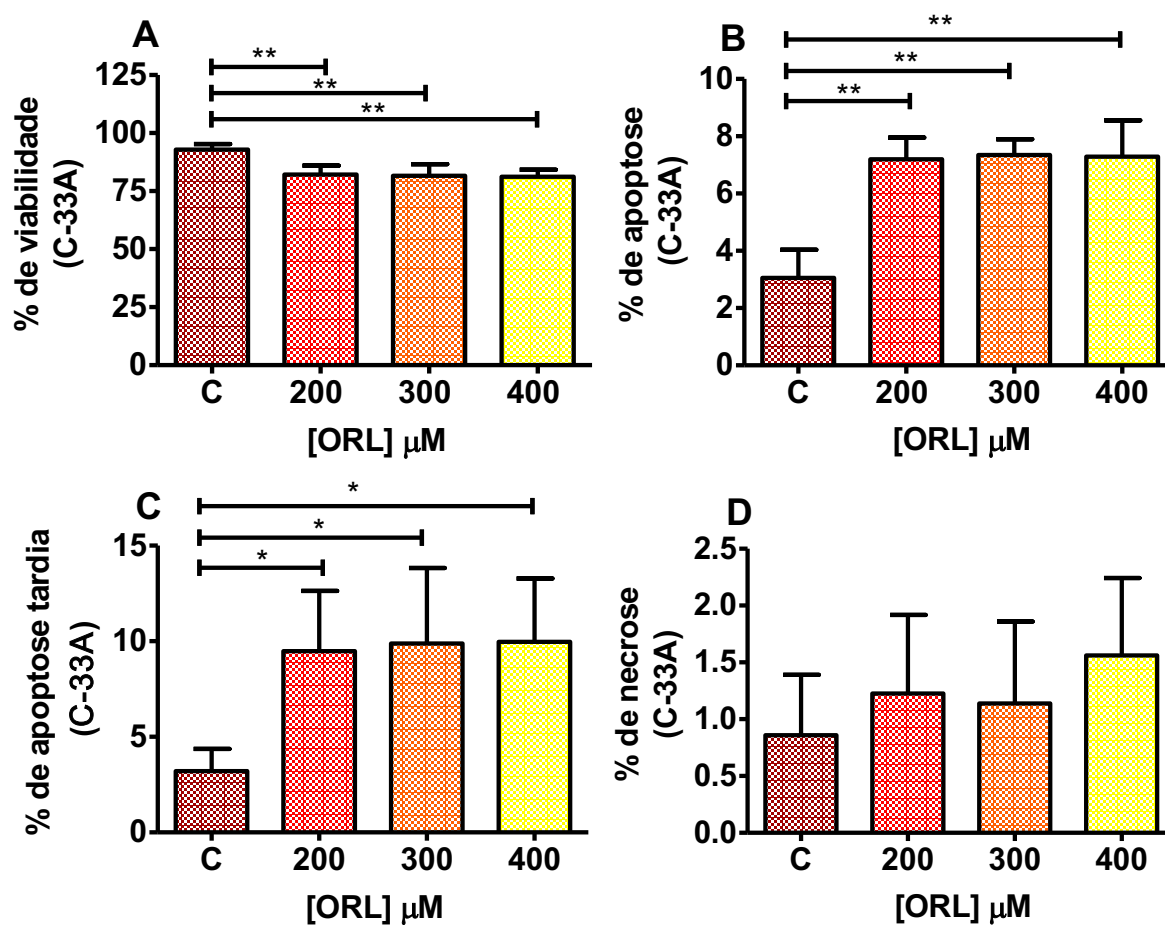 A
% de viabilidade
(C-33A)
125
100
75
50
25
0
**
**
**
C 200 300 400
[ORL] µM
B
% de apoptose
(C-33A)
10
8
6
4
2
0
**
**
**
C 200 300 400
[ORL] µM
C
% de apoptose tardia
(C-33A)
15
10
5
0
*
*
*
C 200 300 400
[ORL] µM
D
% de necrose
(C-33A)
2.5
2.0
1.5
1.0
0.5
0.0
C 200 300 400
[ORL] µM